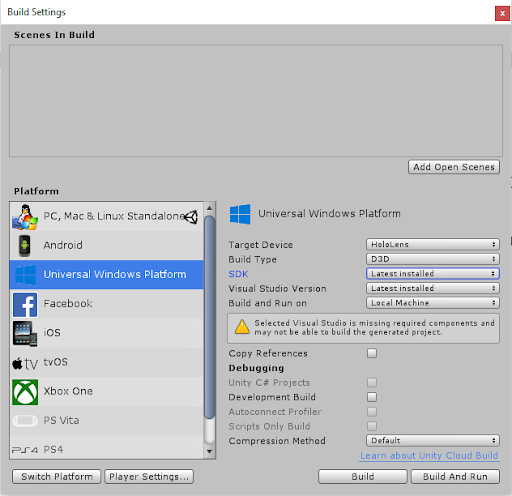 Build Settings
x
Scenes In Build
Add Open Scenes
Platform
PC, Mac & Linux Standalone
Android
Universal Windows Platform
Facebook
iOS
tv tvOS
Xbox One
PS Vita
PS4 PS4
Universal Windows Platform
Target Device HoloLens
Build Type D3D
SDK Latest installed
Visual Studio Version Latest installed
Build and Run on Local Machine
Selected Visual Studio is missing required components and
may not be able to build the generated project.
Copy References
Debugging
Unity C# Projects
Development Build
Autoconnect Profiler
Scripts Only Build
Compression Method Default
Learn about Unity Cloud Build
Switch Platform Player Settings... Build Build And Run